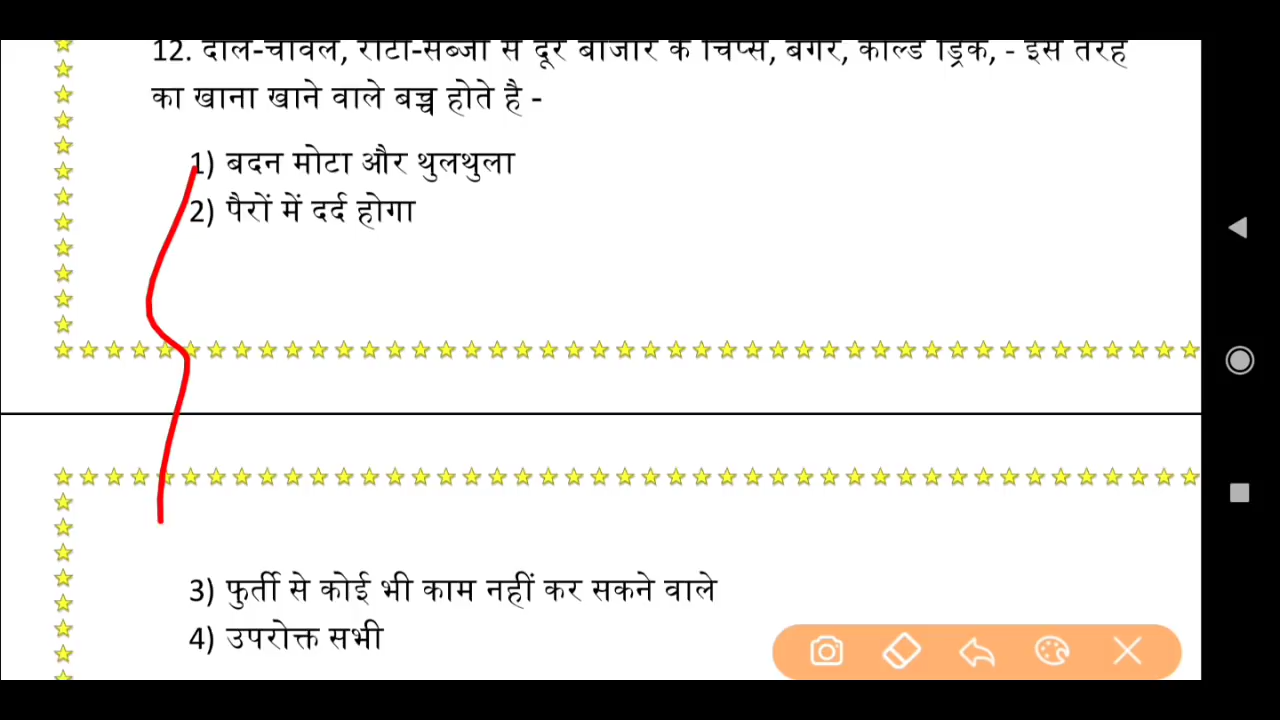 12. दाल-चावल, रोटी-सब्जी से दूर बाजार के चिप्स, बर्गर, कोल्ड ड्रिंक, - इस तरह
का खाना खाने वाले बच्च होते है -
1) बदन मोटा और थुलथुला
2) पैरों में दर्द होगा
3) फुर्ती से कोई भी काम नहीं कर सकने वाले
4) उपरोक्त सभी